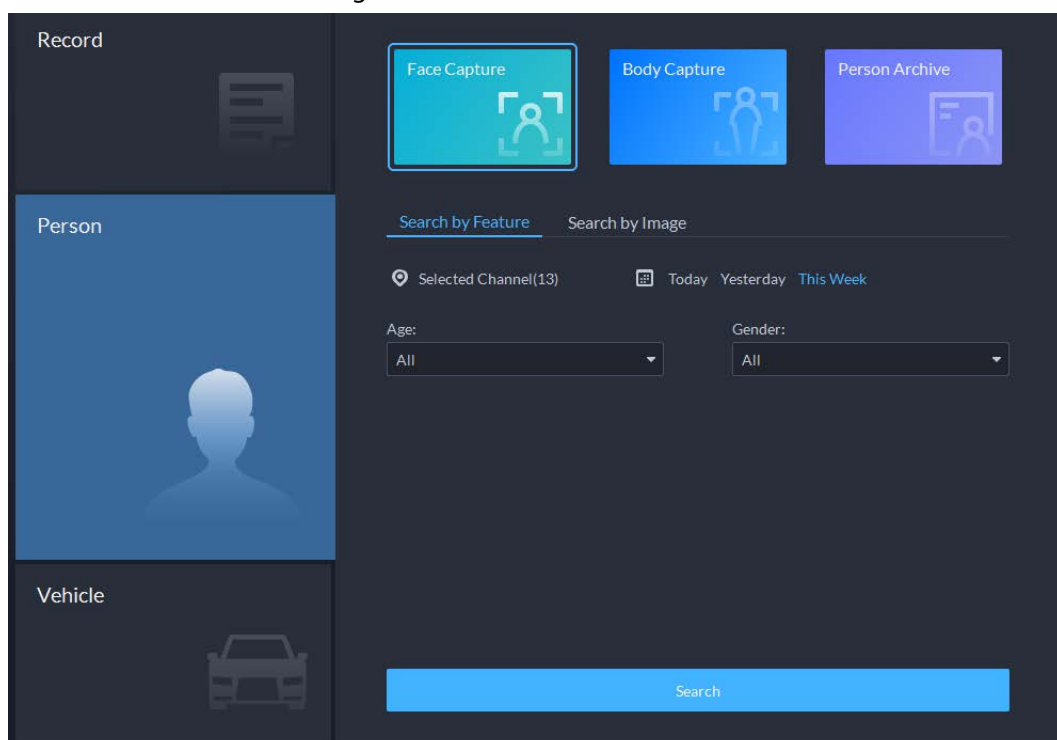 Record
Face Capture
Body Capture
Person Archive
Person
Search by Feature
Search by Image
Selected Channel(13)
Today Yesterday This Week
Age:
Gender:
All
All
Vehicle
Search